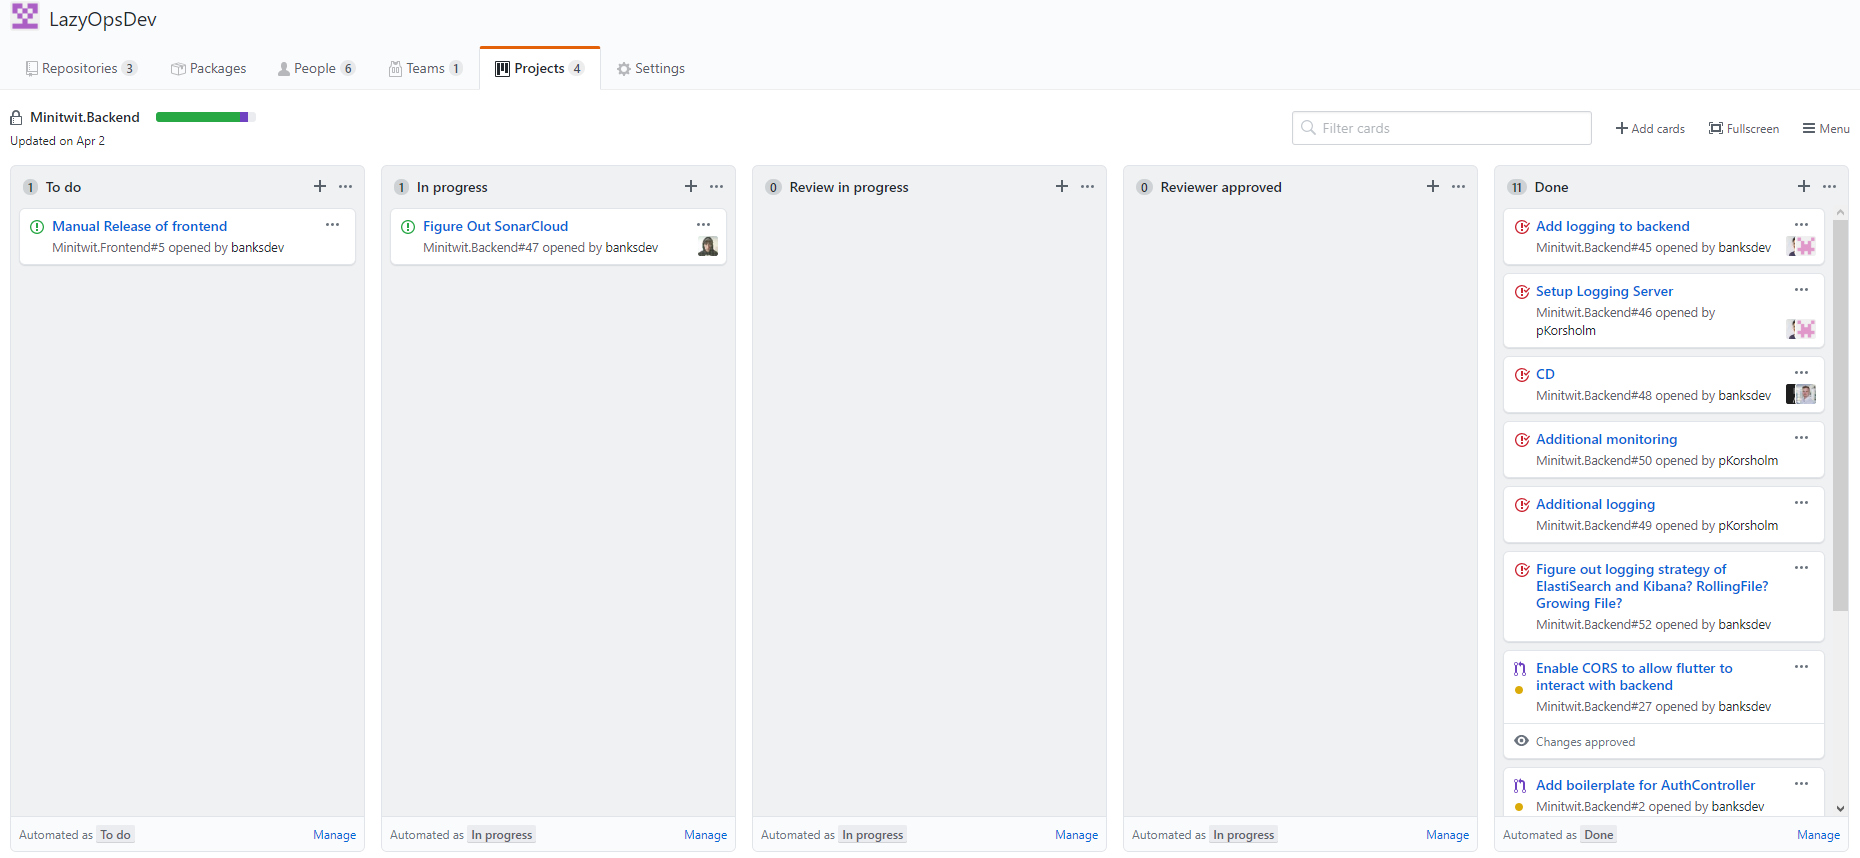 LazyOpsDev
Repositories 3
Packages
People 6
Teams 1
Projects 4
Settings
Minitwit.Backend
Updated on Apr 2
Filter cards
Add cards
Fullscreen
Menu
1 To do
Manual Release of frontend
Minitwit.Frontend#5 opened by banksdev
Automated as To do
Manage
1 In progress
Figure Out SonarCloud
Minitwit.Backend#47 opened by banksdev
Automated as In progress
Manage
0 Review in progress
Automated as In progress
Manage
0 Reviewer approved
Automated as In progress
Manage
11 Done
Add logging to backend
Minitwit.Backend#45 opened by banksdev
Setup Logging Server
Minitwit.Backend#46 opened by
pKorsholm
CD
Minitwit.Backend#48 opened by banksdev
Additional monitoring
Minitwit.Backend#50 opened by pKorsholm
Additional logging
Minitwit.Backend#49 opened by pKorsholm
Figure out logging strategy of
ElastiSearch and Kibana? RollingFile?
Growing File?
Minitwit.Backend#52 opened by banksdev
Enable CORS to allow flutter to
interact with backend
Minitwit.Backend#27 opened by banksdev
Changes approved
Add boilerplate for AuthController
Minitwit.Backend#2 opened by banksdev
Automated as Done
Manage